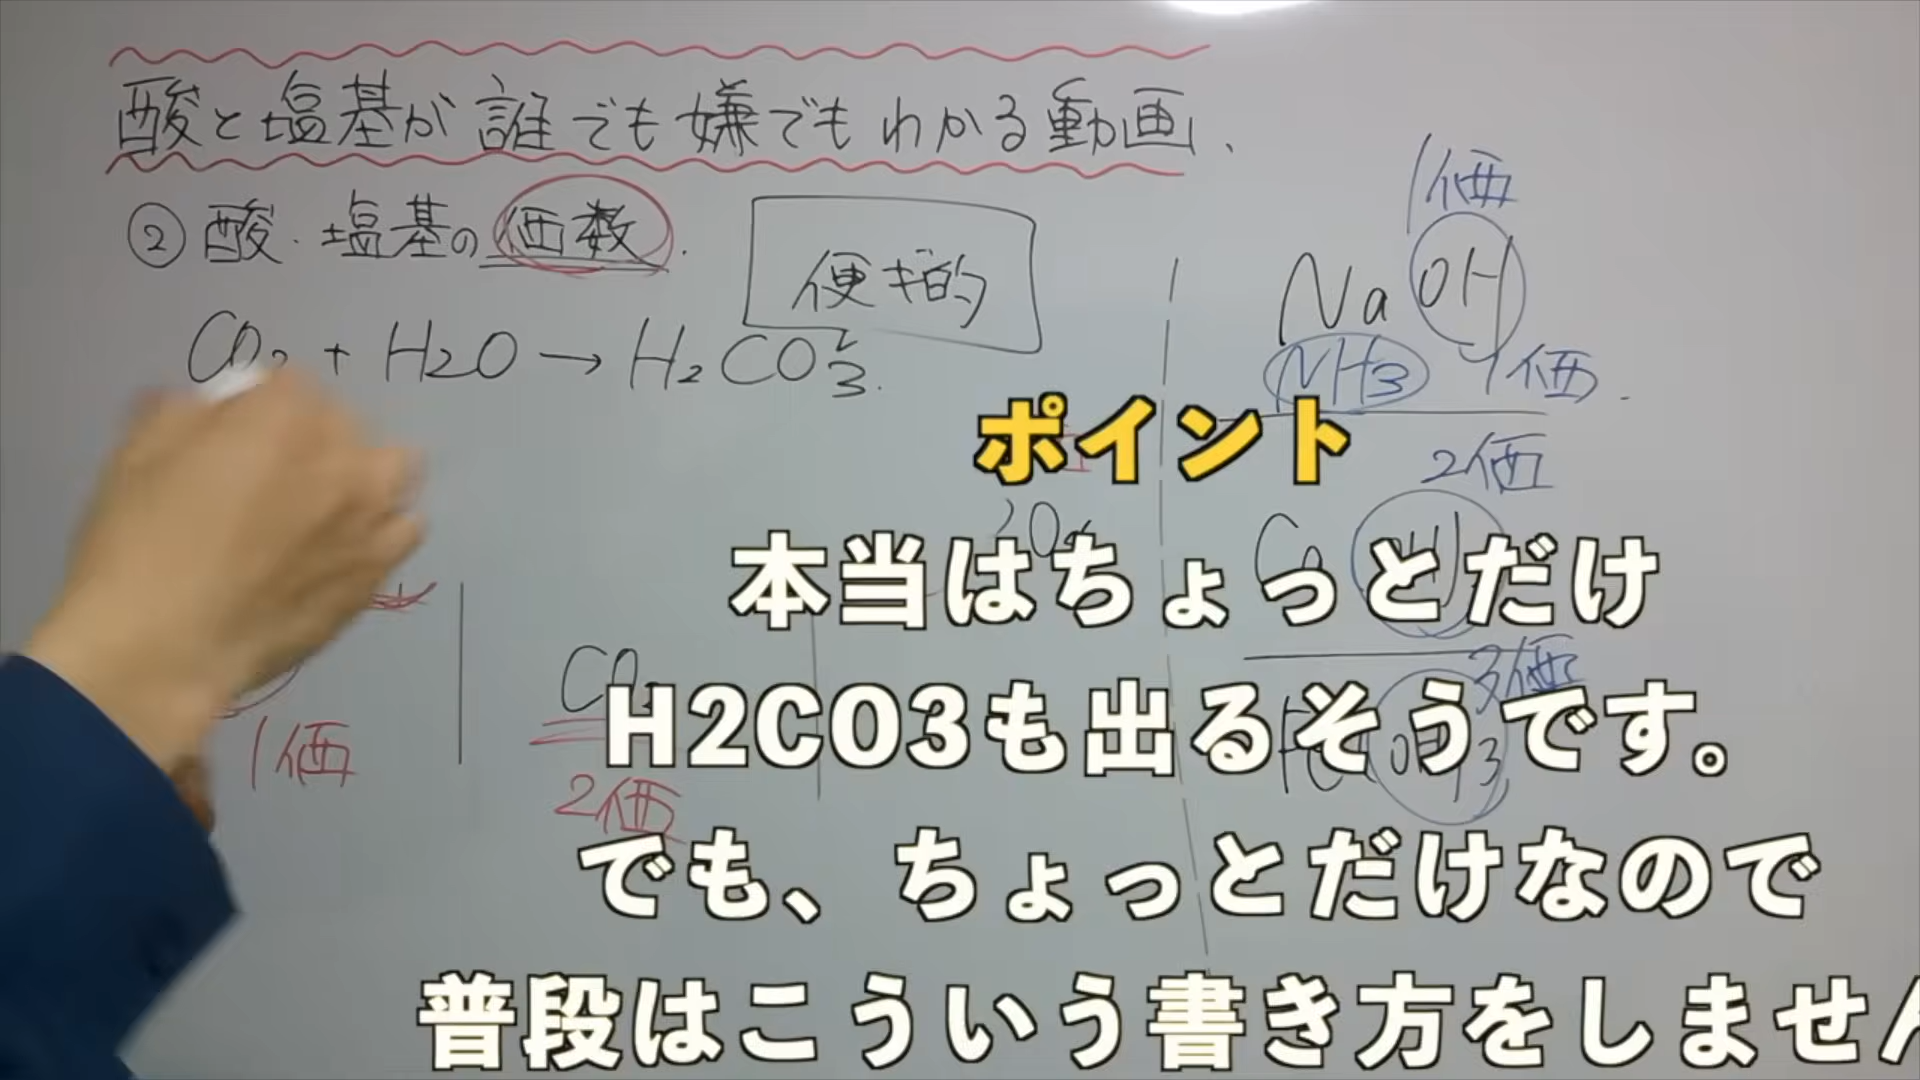 酸と塩基が誰でも嫌でもわかる動画、
② 酸・塩基の価数.
便ギ的
CO2 + H2O → H2CO3.
1価
NaOH
NH3 1価.
2価
3価
CO2
1価
2価
ポイント
本当はちょっとだけ
H2CO3も出るそうです。
でも、ちょっとだけなので
普段はこういう書き方をしませ